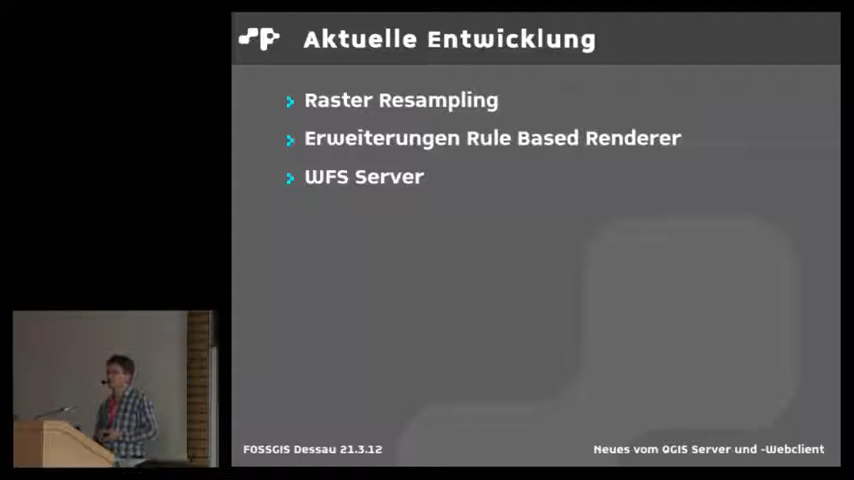 Aktuelle Entwicklung
Raster Resampling
Erweiterungen Rule Based Renderer
WFS Server
FOSSGIS Dessau 21.3.12
Neues vom QGIS Server und -Webclient